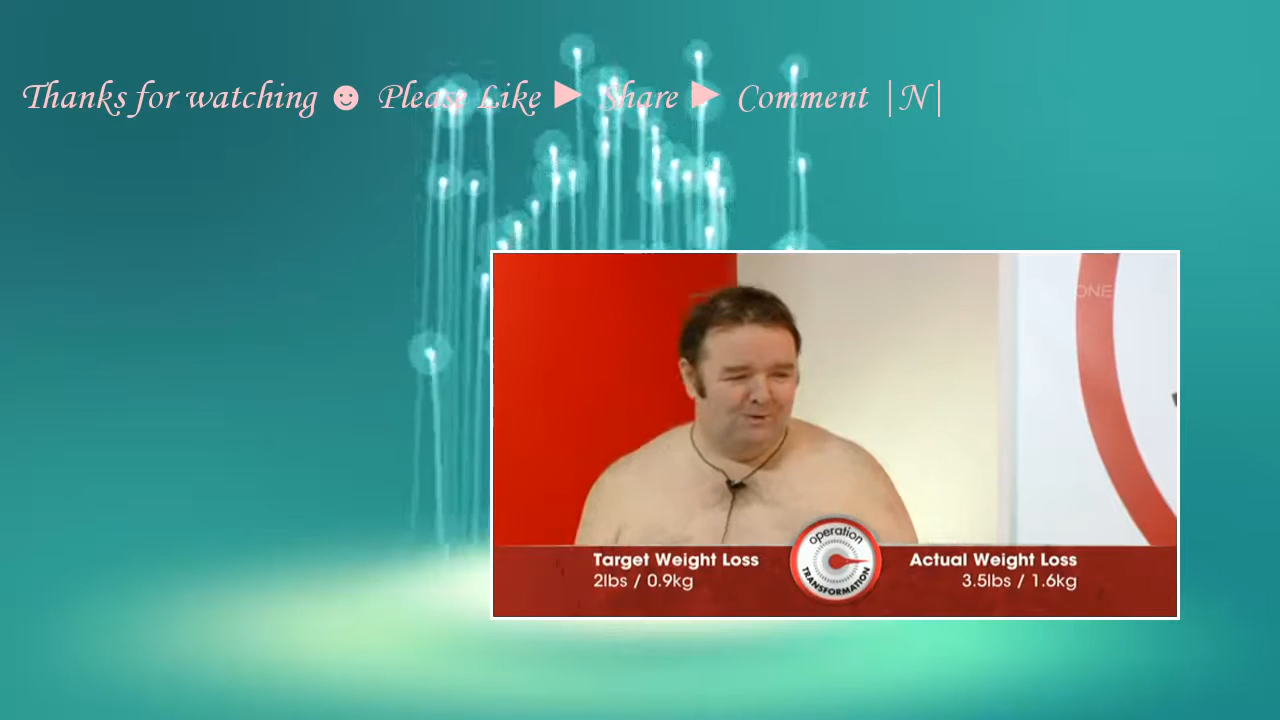 Thanks for watching ☻ Please Like ► Share ► Comment |N|
ONE
Target Weight Loss
2lbs / 0.9kg
operation
TRANSFORMATION
Actual Weight Loss
3.5lbs / 1.6kg